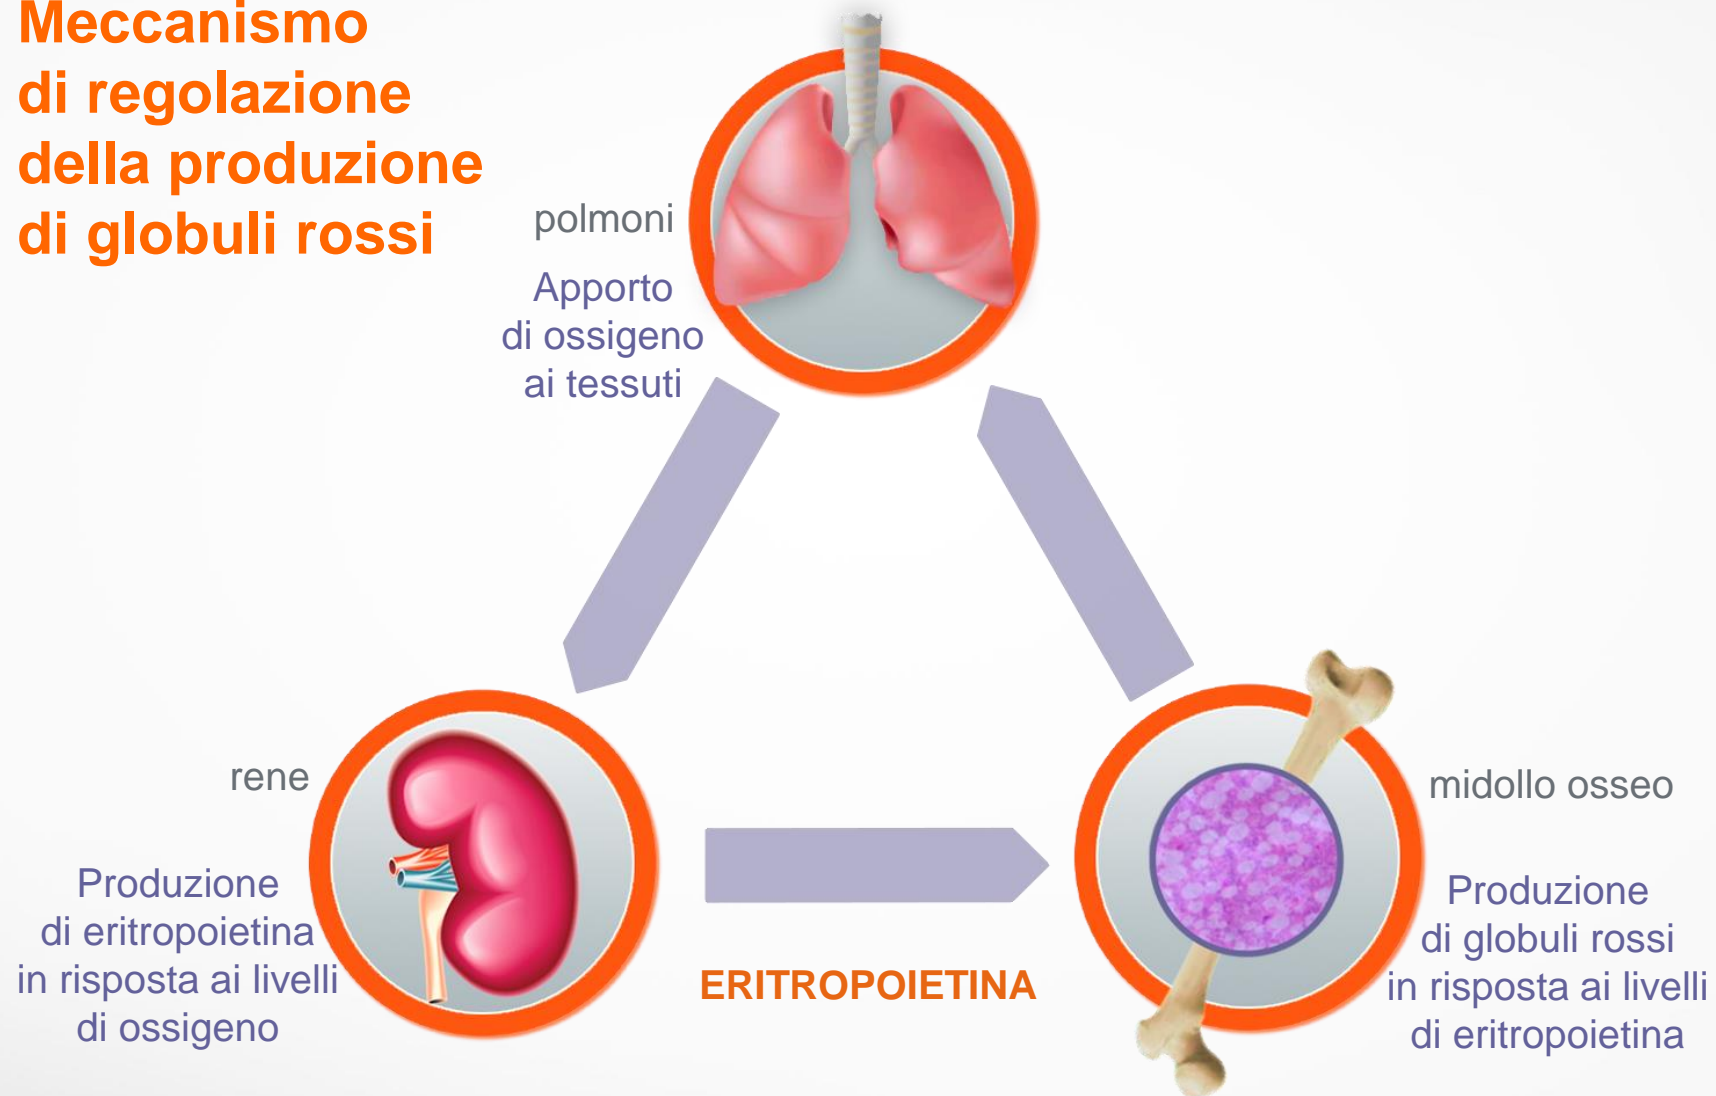 Meccanismo
di regolazione
della produzione
di globuli rossi
polmoni
Apporto
di ossigeno
ai tessuti
rene
Produzione
di eritropoietina
in risposta ai livelli
di ossigeno
ERITROPOIETINA
midollo osseo
Produzione
di globuli rossi
in risposta ai livelli
di eritropoietina